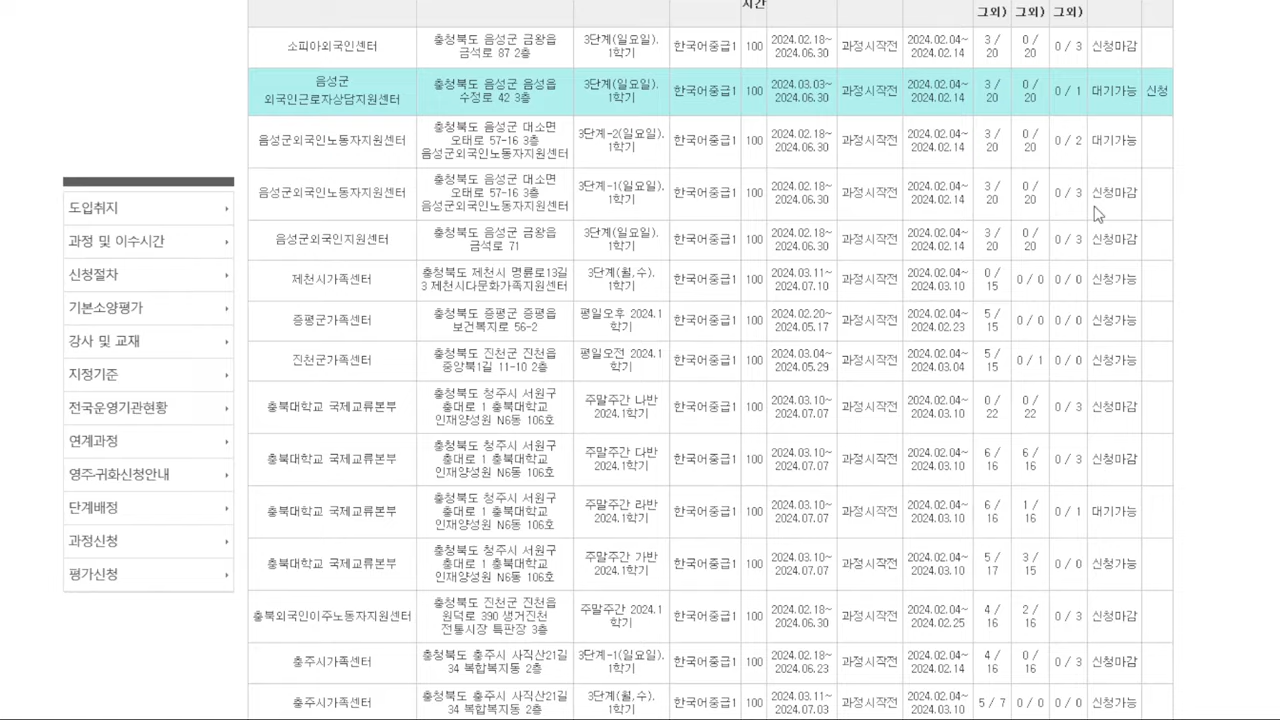 시간
그외) 그외) 그외)
소피아외국인센터 충청북도 음성군 금왕읍 금석로 87 2층 3단계(일요일). 1학기 한국어중급1 100 2024.02.18~ 2024.06.30 과정시작전 2024.02.04~ 2024.02.14 3 / 20 0 / 20 0 / 3 신청마감
음성군 외국인근로자상담지원센터 충청북도 음성군 음성읍 수정로 42 3층 3단계(일요일). 1학기 한국어중급1 100 2024.03.03~ 2024.06.30 과정시작전 2024.02.04~ 2024.02.14 3 / 20 0 / 20 0 / 1 대기가능 신청
음성군외국인노동자지원센터 충청북도 음성군 대소면 오태로 57-16 3층 음성군외국인노동자지원센터 3단계-2(일요일). 1학기 한국어중급1 100 2024.02.18~ 2024.06.30 과정시작전 2024.02.04~ 2024.02.14 3 / 20 0 / 20 0 / 2 대기가능
음성군외국인노동자지원센터 충청북도 음성군 대소면 오태로 57-16 3층 음성군외국인노동자지원센터 3단계-1(일요일). 1학기 한국어중급1 100 2024.02.18~ 2024.06.30 과정시작전 2024.02.04~ 2024.02.14 3 / 20 0 / 20 0 / 3 신청마감
음성군외국인지원센터 충청북도 음성군 금왕읍 금석로 71 3단계(일요일). 1학기 한국어중급1 100 2024.02.18~ 2024.06.30 과정시작전 2024.02.04~ 2024.02.14 3 / 20 0 / 20 0 / 3 신청마감
제천시가족센터 충청북도 제천시 명륜로13길 3 제천시다문화가족지원센터 3단계(월,수). 1학기 한국어중급1 100 2024.03.11~ 2024.07.10 과정시작전 2024.02.04~ 2024.03.10 0 / 15 0 / 0 0 / 0 신청가능
증평군가족센터 충청북도 증평군 증평읍 보건복지로 56-2 평일오후 2024.1 학기 한국어중급1 100 2024.02.20~ 2024.05.17 과정시작전 2024.02.04~ 2024.02.23 5 / 15 0 / 0 0 / 0 신청가능
진천군가족센터 충청북도 진천군 진천읍 중앙북1길 11-10 2층 평일오전 2024.1 학기 한국어중급1 100 2024.03.04~ 2024.05.29 과정시작전 2024.02.04~ 2024.03.04 5 / 15 0 / 1 0 / 0 신청가능
충북대학교 국제교류본부 충청북도 청주시 서원구 충대로 1 충북대학교 인재양성원 N6동 106호 주말주간 나반 2024.1학기 한국어중급1 100 2024.03.10~ 2024.07.07 과정시작전 2024.02.04~ 2024.03.10 0 / 22 0 / 22 0 / 3 신청마감
충북대학교 국제교류본부 충청북도 청주시 서원구 충대로 1 충북대학교 인재양성원 N6동 106호 주말주간 다반 2024.1학기 한국어중급1 100 2024.03.10~ 2024.07.07 과정시작전 2024.02.04~ 2024.03.10 6 / 16 6 / 16 0 / 3 신청마감
충북대학교 국제교류본부 충청북도 청주시 서원구 충대로 1 충북대학교 인재양성원 N6동 106호 주말주간 라반 2024.1학기 한국어중급1 100 2024.03.10~ 2024.07.07 과정시작전 2024.02.04~ 2024.03.10 6 / 16 1 / 16 0 / 1 대기가능
충북대학교 국제교류본부 충청북도 청주시 서원구 충대로 1 충북대학교 인재양성원 N6동 106호 주말주간 가반 2024.1학기 한국어중급1 100 2024.03.10~ 2024.07.07 과정시작전 2024.02.04~ 2024.03.10 5 / 17 3 / 15 0 / 0 신청가능
충북외국인이주노동자지원센터 충청북도 진천군 진천읍 원덕로 390 생거진천 전통시장 특판장 3층 주말주간 2024.1 학기 한국어중급1 100 2024.02.18~ 2024.06.30 과정시작전 2024.02.04~ 2024.02.25 4 / 16 2 / 16 0 / 3 신청마감
충주시가족센터 충청북도 충주시 사직산21길 34 복합복지동 2층 3단계-1(일요일). 1학기 한국어중급1 100 2024.02.18~ 2024.06.23 과정시작전 2024.02.04~ 2024.02.14 4 / 16 0 / 16 0 / 3 신청마감
충주시가족센터 충청북도 충주시 사직산21길 34 복합복지동 2층 3단계(월,수). 1학기 한국어중급1 100 2024.03.11~ 2024.07.03 과정시작전 2024.02.04~ 2024.03.10 5 / 7 0 / 0 0 / 0 신청가능
도입취지
과정 및 이수시간
신청절차
기본소양평가
강사 및 교재
지정기준
전국운영기관현황
연계과정
영주·귀화신청안내
단계배정
과정신청
평가신청